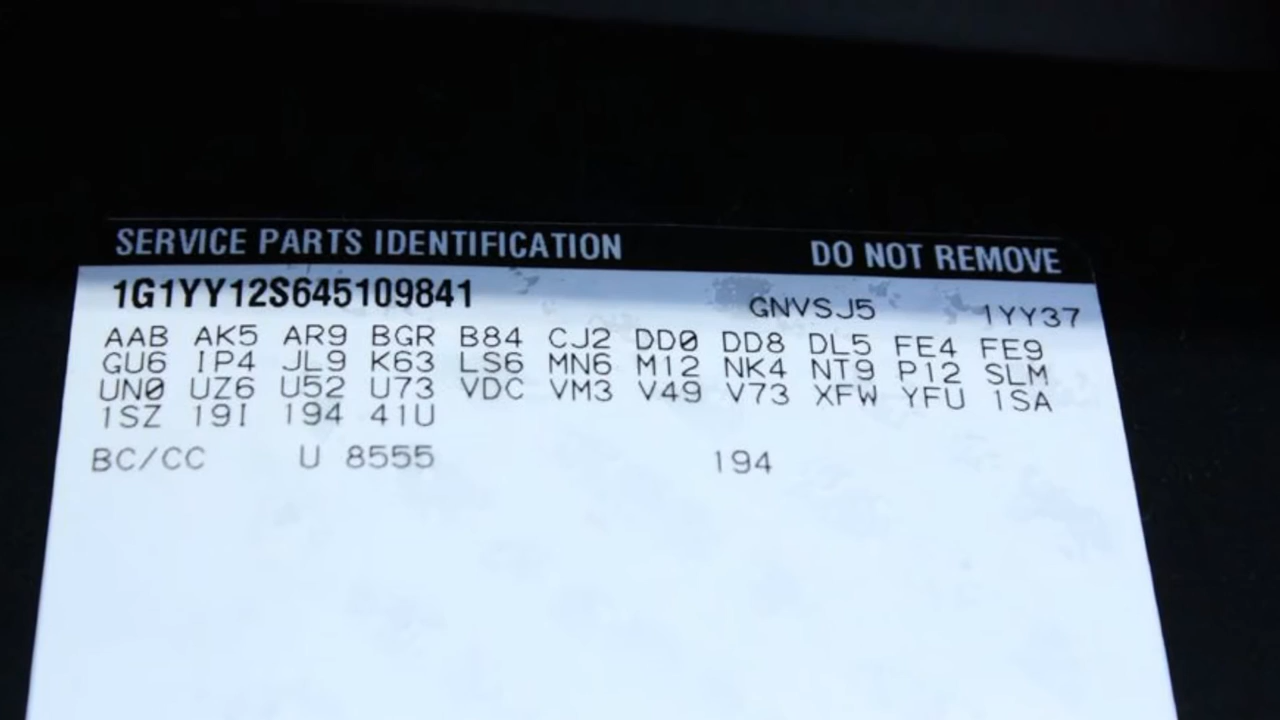 SERVICE PARTS IDENTIFICATION DO NOT REMOVE
1G1YY12S645109841 GNVSJ5 1YY37
AAB AK5 AR9 BGR B84 CJ2 DD0 DD8 DL5 FE4 FE9
GU6 IP4 JL9 K63 LS6 MN6 M12 NK4 NT9 P12 SLM
UN0 UZ6 U52 U73 VDC VM3 V49 V73 XFW YFU 1SA
1SZ 19I 194 41U
BC/CC U 8555 194